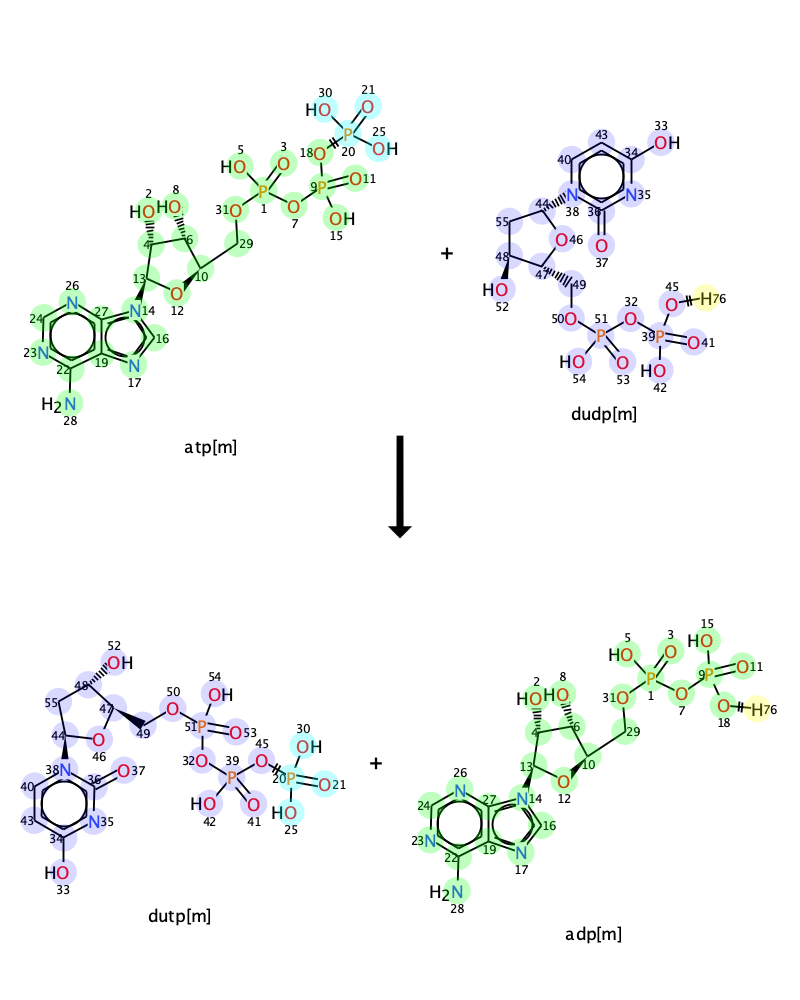 30
21
HO
O
25
P
OH
20
18
O
5
3
HO
O
P
1
O
7
9
P
O
11
OH
15
31
O
29
2
8
HO
HO
4
6
10
13
O
12
26
N
27
N
14
24
16
23
N
19
N
17
22
H2N
28
atp[m]
+
43
33
34
OH
40
N
35
44
N
38
36
55
O
46
O
37
48
47
49
HO
52
50
O
51
P
32
O
45
O
H
76
39
P
O
41
HO
54
O
53
HO
42
dudp[m]
52
OH
48
55
47
50
O
54
OH
44
O
46
49
51
P
O
53
38
N
36
O
37
32
O
39
P
45
O
30
OH
20
P
O
21
40
43
N
35
HO
42
O
41
HO
25
34
HO
33
dutp[m]
+
15
5
3
HO
HO
O
P
1
O
7
9
P
O
11
O
18
H
76
31
O
29
2
8
HO
HO
6
10
13
O
12
26
N
27
N
14
24
16
23
N
19
N
17
22
H2N
28
adp[m]